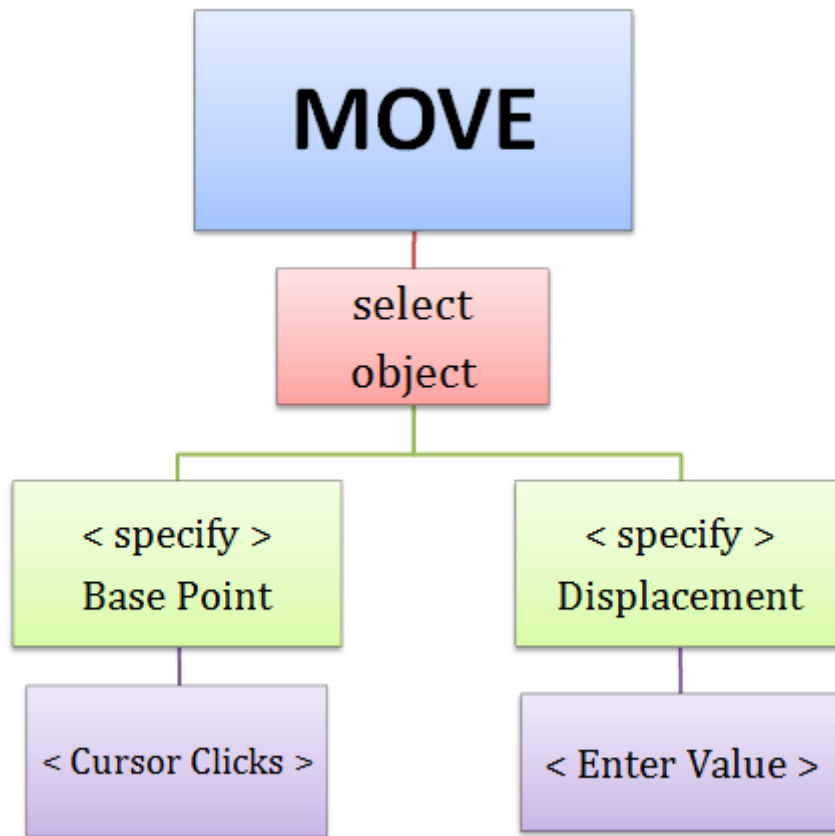 MOVE
select
object
< specify >
Base Point
< specify >
Displacement
< Cursor Clicks >
< Enter Value >